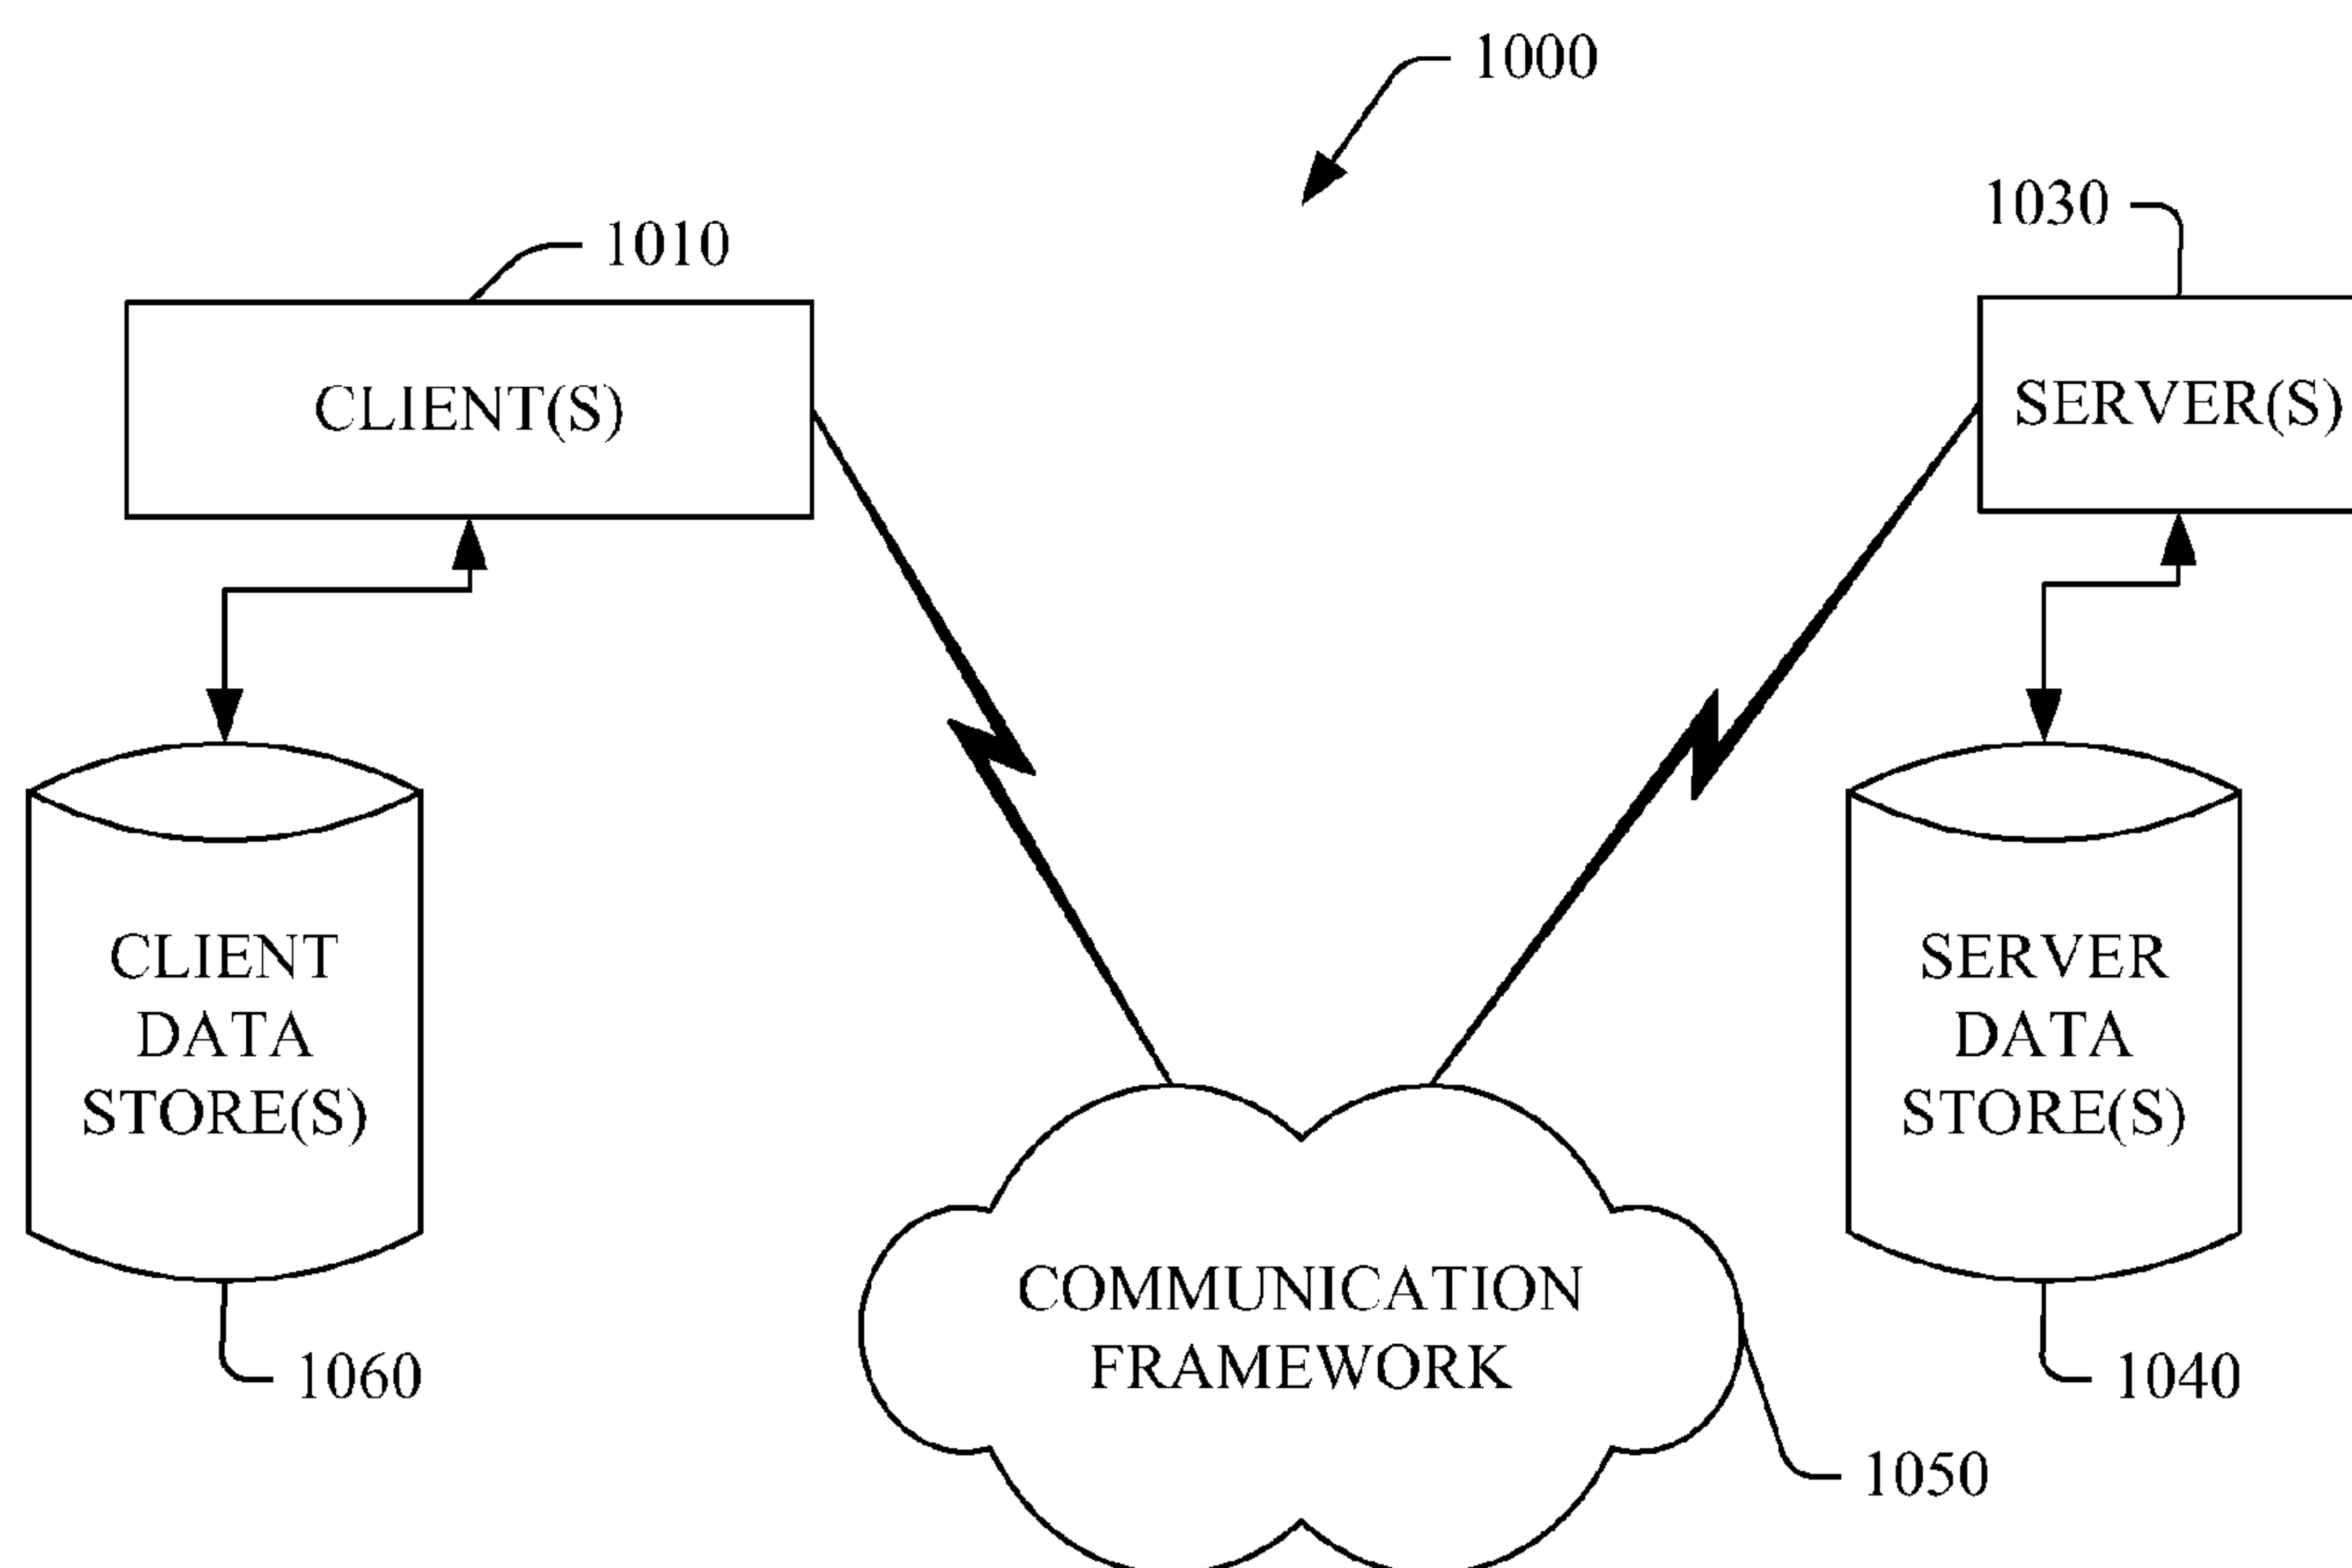 1000
1010
1030
CLIENT(S)
SERVER(S)
CLIENT
DATA
STORE(S)
SERVER
DATA
STORE(S)
COMMUNICATION
FRAMEWORK
1060
1040
1050